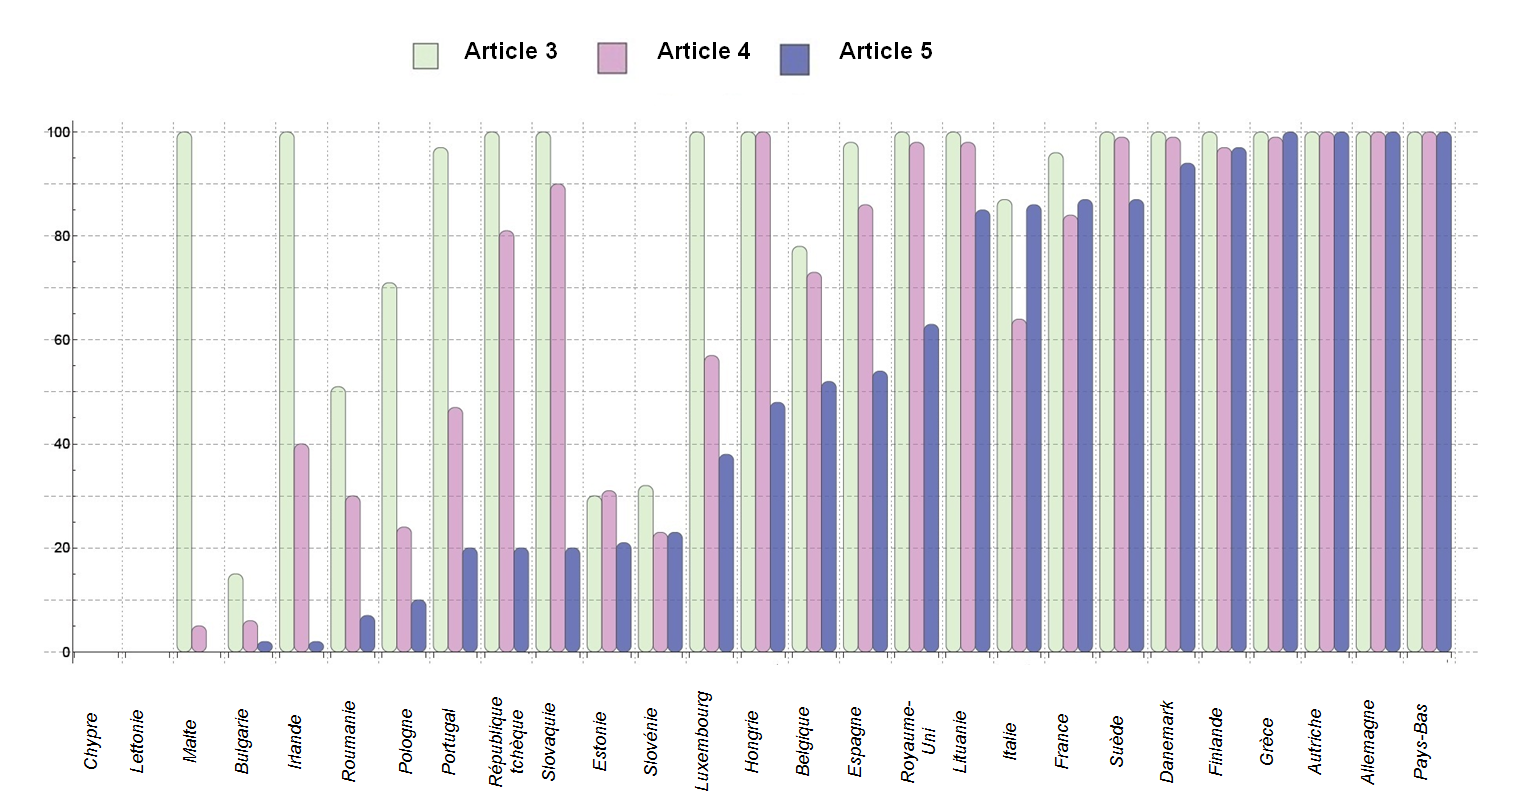 Article 3 Article 4 Article 5
100
80
60
40
20
0
Chypre
Lettonie
Malte
Bulgarie
Irlande
Roumanie
Pologne
Portugal
République
tchèque
Slovaquie
Estonie
Slovénie
Luxembourg
Hongrie
Belgique
Espagne
Royaume-
Uni
Lituanie
Italie
France
Suède
Danemark
Finlande
Grèce
Autriche
Allemagne
Pays-Bas